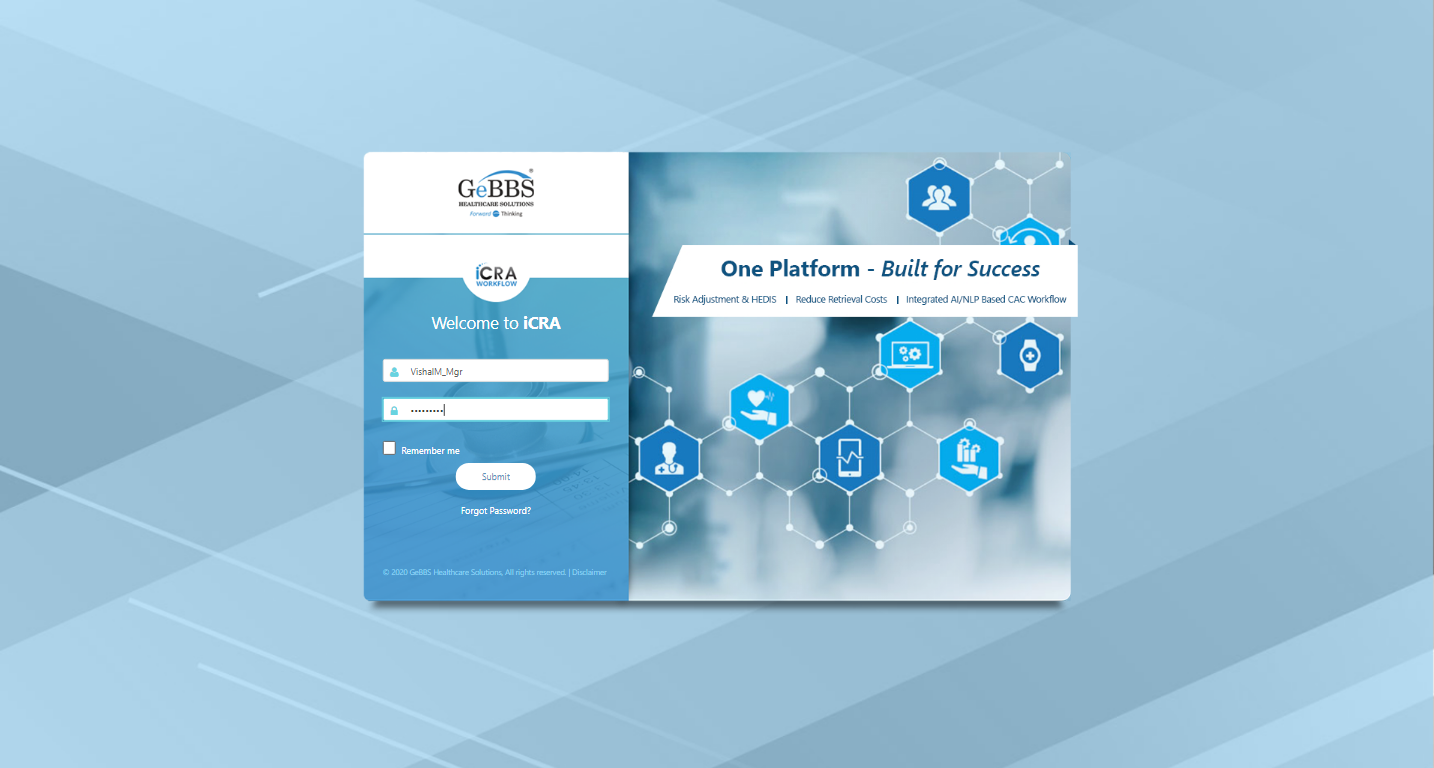 GeBBS®
HEALTHCARE SOLUTIONS
Forward Thinking
iCRA
WORKFLOW
Welcome to iCRA
VishalM_Mgr
•••••••••
Remember me
Submit
Forgot Password?
© 2020 GeBBS Healthcare Solutions, All rights reserved. | Disclaimer
One Platform - Built for Success
Risk Adjustment & HEDIS | Reduce Retrieval Costs | Integrated AI/NLP Based CAC Workflow